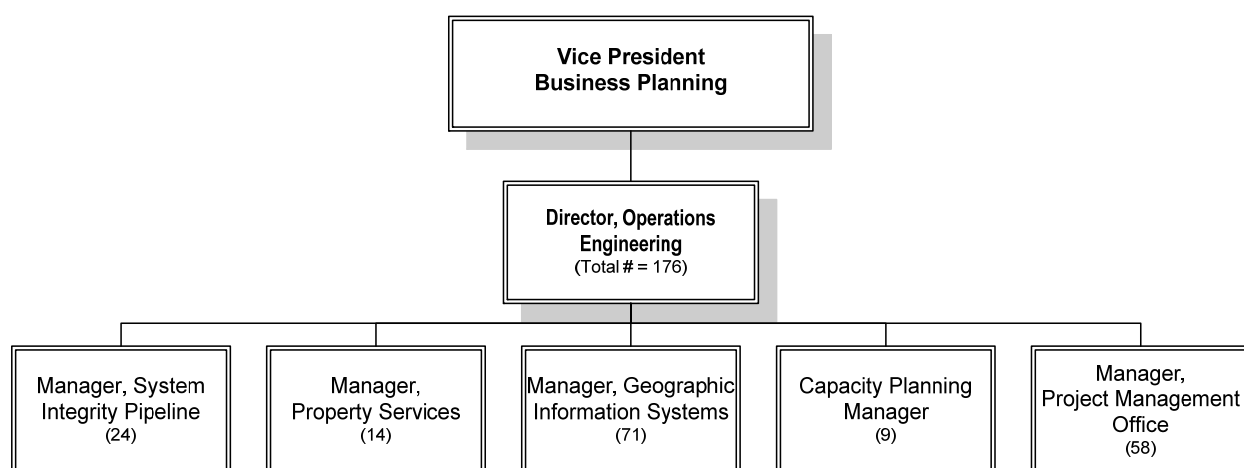 Vice President
Business Planning
Director, Operations
Engineering
(Total # = 176)
Manager, System
Integrity Pipeline
(24)
Manager,
Property Services
(14)
Manager, Geographic
Information Systems
(71)
Capacity Planning
Manager
(9)
Manager,
Project Management
Office
(58)